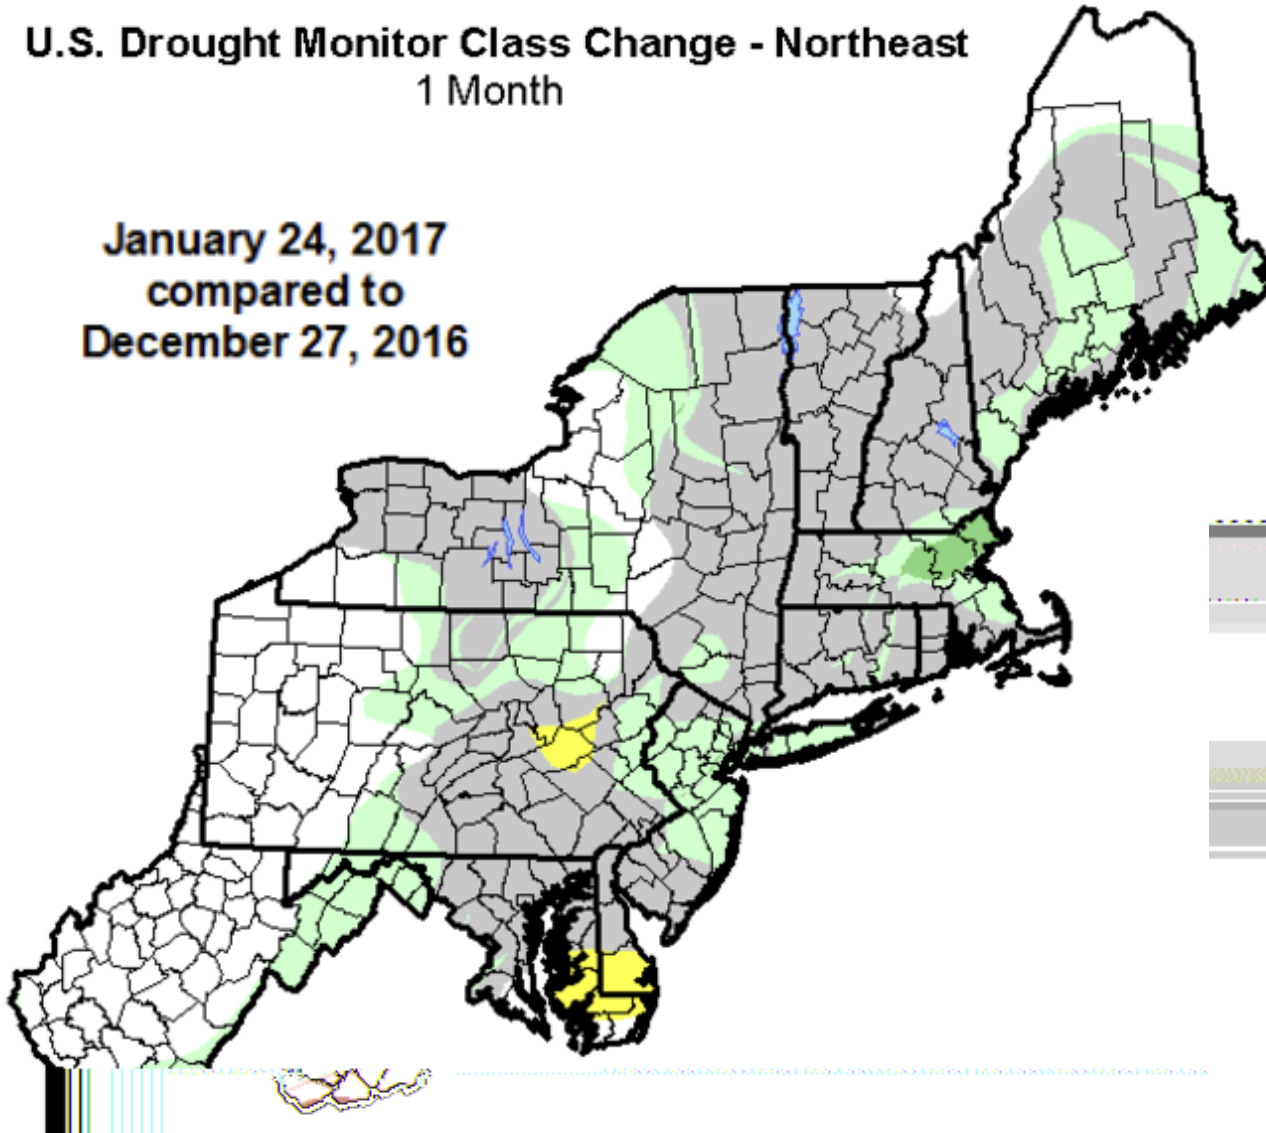 U.S. Drought Monitor Class Change - Northeast
1 Month
January 24, 2017
compared to
December 27, 2016